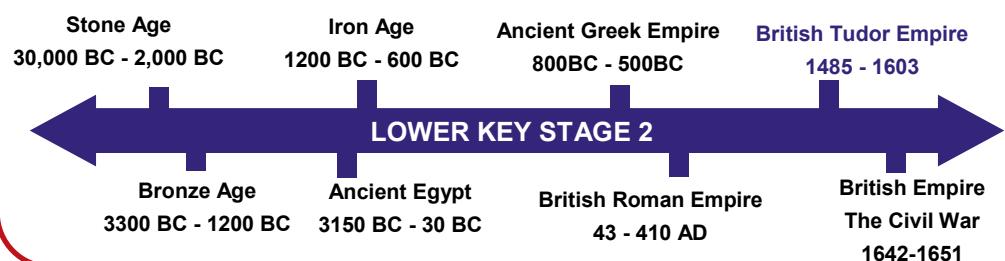 Stone Age
30,000 BC - 2,000 BC
Iron Age
1200 BC - 600 BC
Ancient Greek Empire
800BC - 500BC
British Tudor Empire
1485 - 1603
LOWER KEY STAGE 2
Bronze Age
3300 BC - 1200 BC
Ancient Egypt
3150 BC - 30 BC
British Roman Empire
43 - 410 AD
British Empire
The Civil War
1642-1651